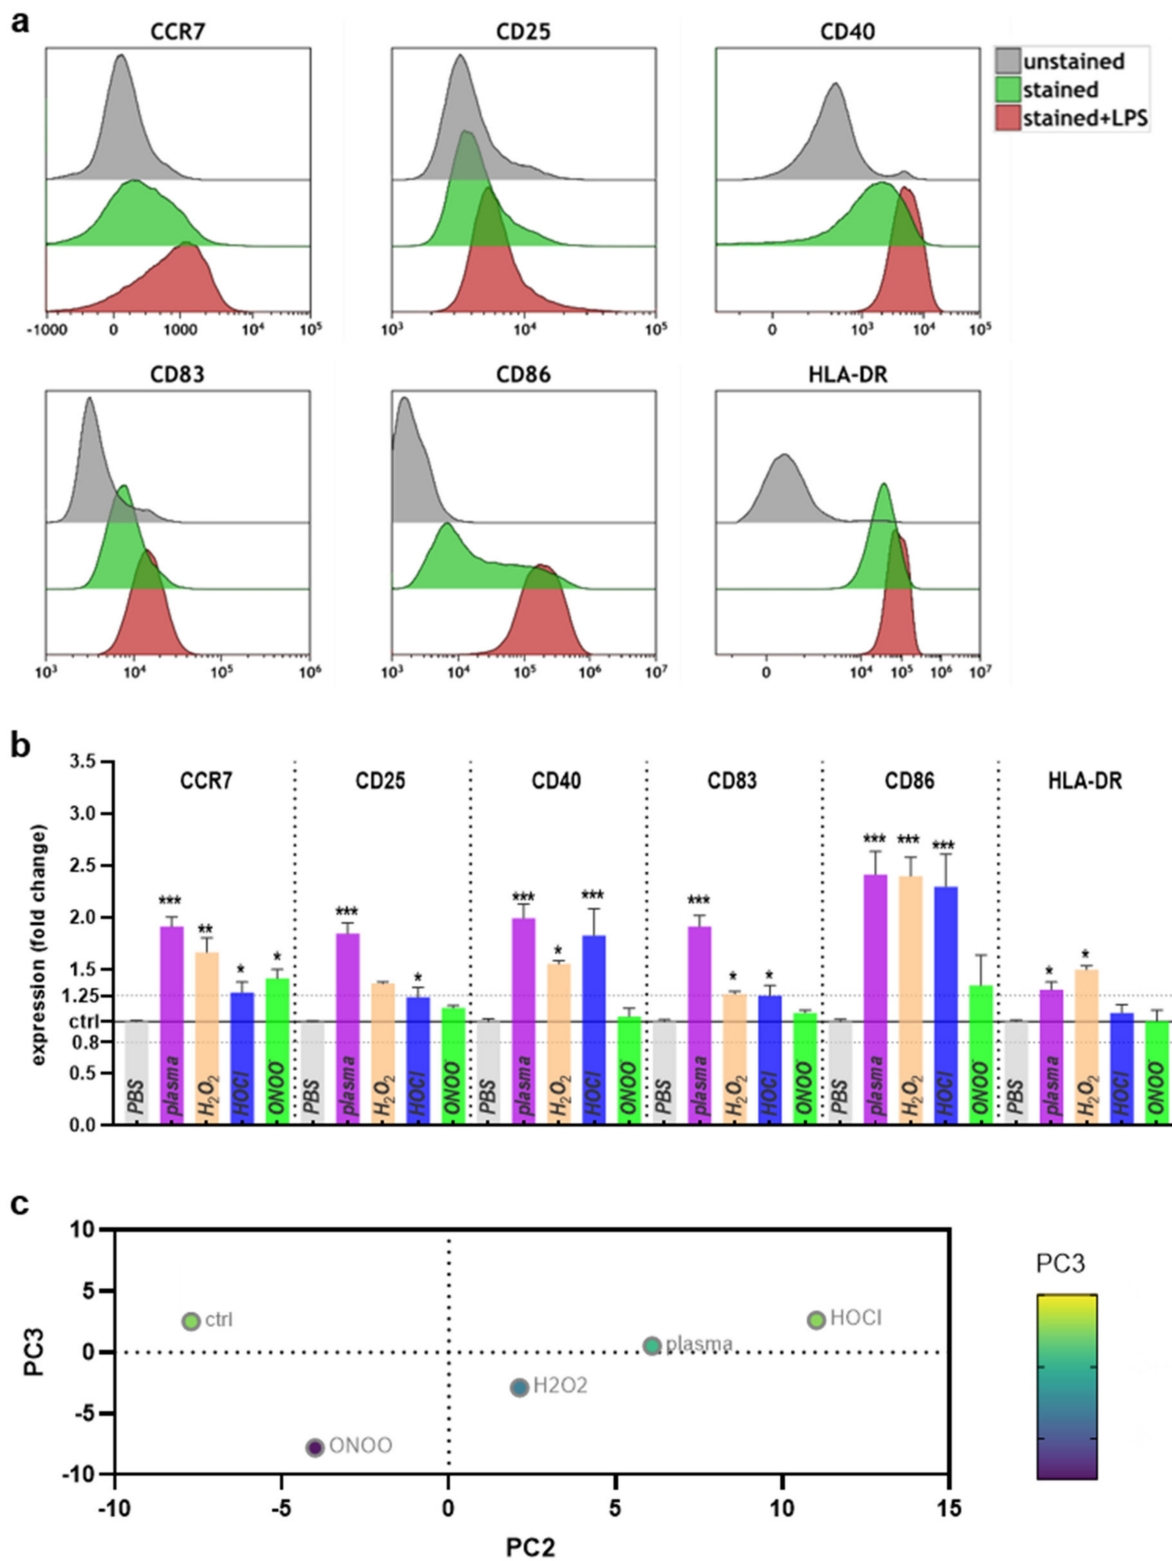 a
CCR7 CD25 CD40
unstained
stained
stained+LPS
-1000 0 1000 10⁴ 10⁵ 10³ 10⁴ 10⁵ 0 10³ 10⁴ 10⁵
CD83 CD86 HLA-DR
10³ 10⁴ 10⁵ 10⁶ 10³ 10⁴ 10⁵ 10⁶ 10⁷ 0 10⁴ 10⁵ 10⁶ 10⁷
b
expression (fold change)
3.5
3.0
2.5
2.0
1.5
1.25
ctrl
0.8
0.5
0.0
CCR7 CD25 CD40 CD83 CD86 HLA-DR
*** ** * * *** * *** * *** *** * * *** *** *** * *
PBS plasma H₂O₂ HOCl ONOO PBS plasma H₂O₂ HOCl ONOO PBS plasma H₂O₂ HOCl ONOO PBS plasma H₂O₂ HOCl ONOO PBS plasma H₂O₂ HOCl ONOO PBS plasma H₂O₂ HOCl ONOO
c
PC3
10
5
0
-5
-10
ctrl
HOCl
plasma
H2O2
ONOO
-10 -5 0 5 10 15
PC2
PC3